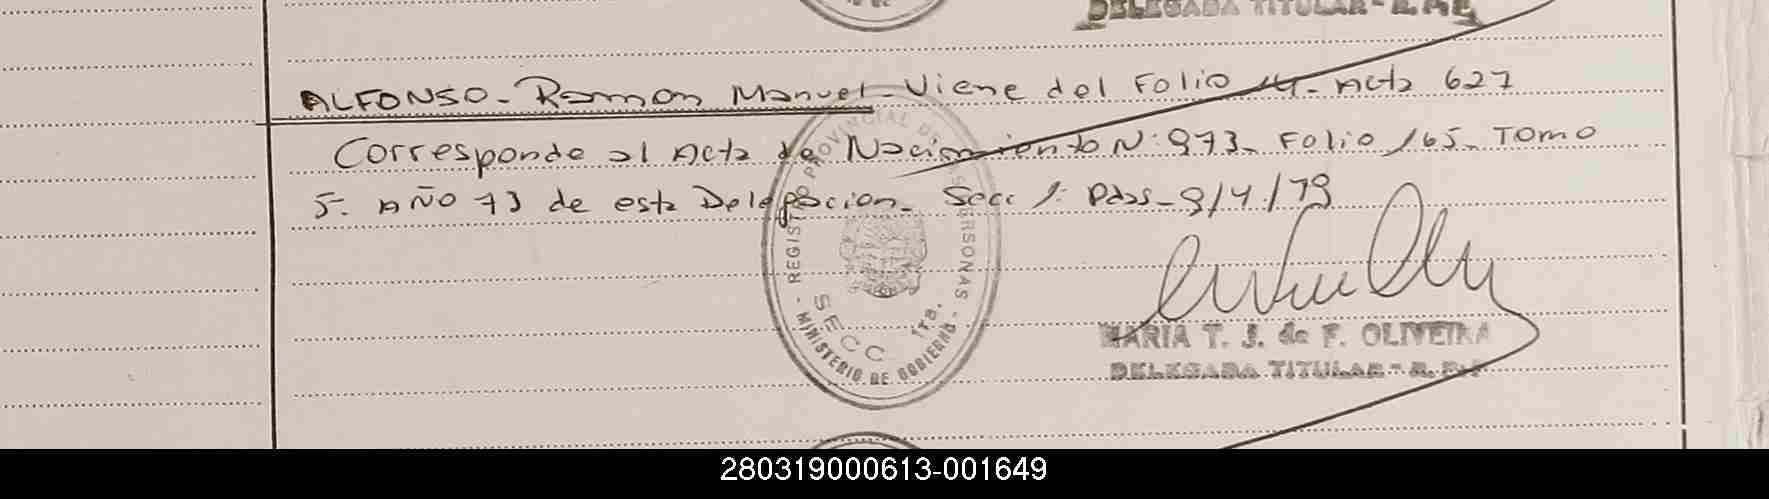 DELEGADA TITULAR - R.P.P.
ALFONSO - Ramon Manuel - Viene del Folio 14 - Acta 627
Corresponde al Acta de Nacimiento N: 973 - Folio 165 - Tomo
5 - AÑO 73 de esta Delegacion - Secc 1: Pdas - 9/4/79
REGISTRO PROVINCIAL DE LAS PERSONAS
MINISTERIO DE GOBIERNO
SECC 1ra.
MARIA T. J. de F. OLIVEIRA
DELEGADA TITULAR - R.P.P.
280319000613-001649